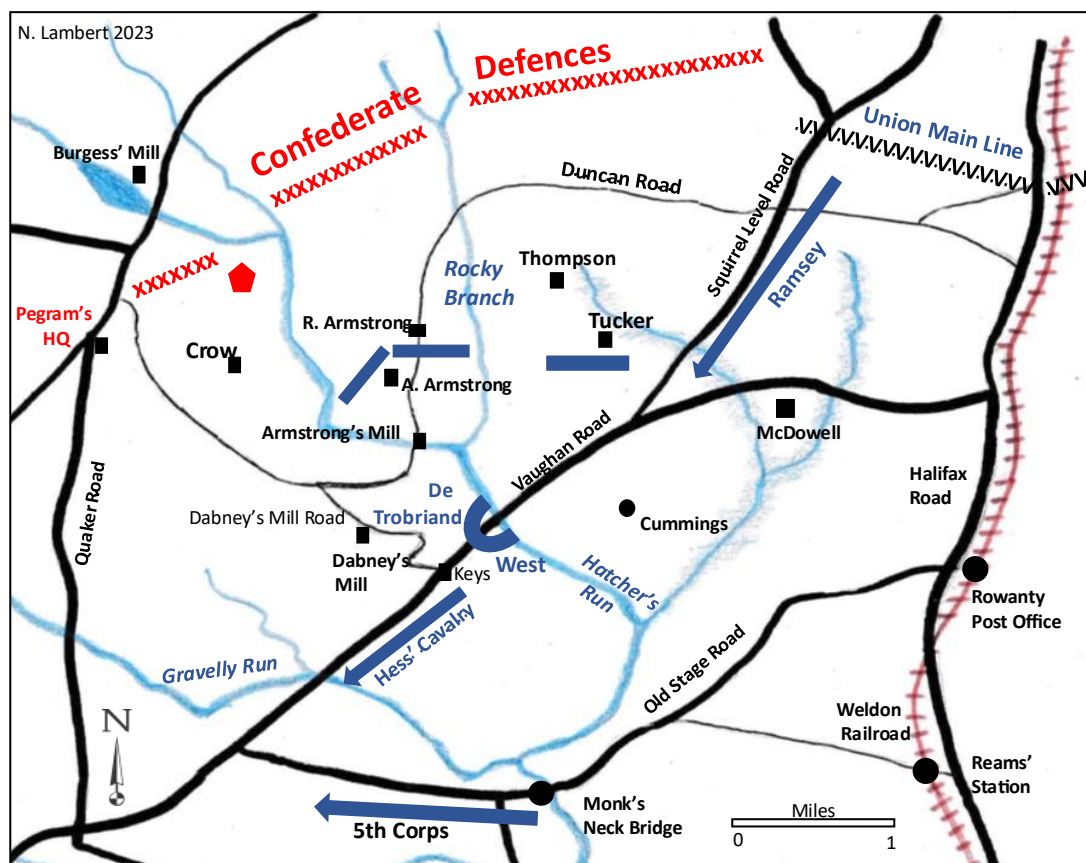 N. Lambert 2023
Defences
Confederate
xxxxxxxxxxxxxxxxxxxxxxx
xxxxxxxxxxxxx
Union Main Line
Burgess' Mill
Duncan Road
Squirrel Level Road
Ramsey
xxxxxxx
Thompson
Rocky
Branch
Pegram's
HQ
R. Armstrong
Tucker
Crow
A. Armstrong
Armstrong's Mill
McDowell
Vaughan Road
Halifax
Road
De
Trobriand
Quaker Road
Dabney's Mill Road
Cummings
Dabney's
Mill
West
Keys
Hatcher's
Run
Rowanty
Post Office
Hess' Cavalry
Gravelly Run
Old Stage Road
N
Weldon
Railroad
Reams'
Station
Monk's
Neck Bridge
5th Corps
Miles
0 1